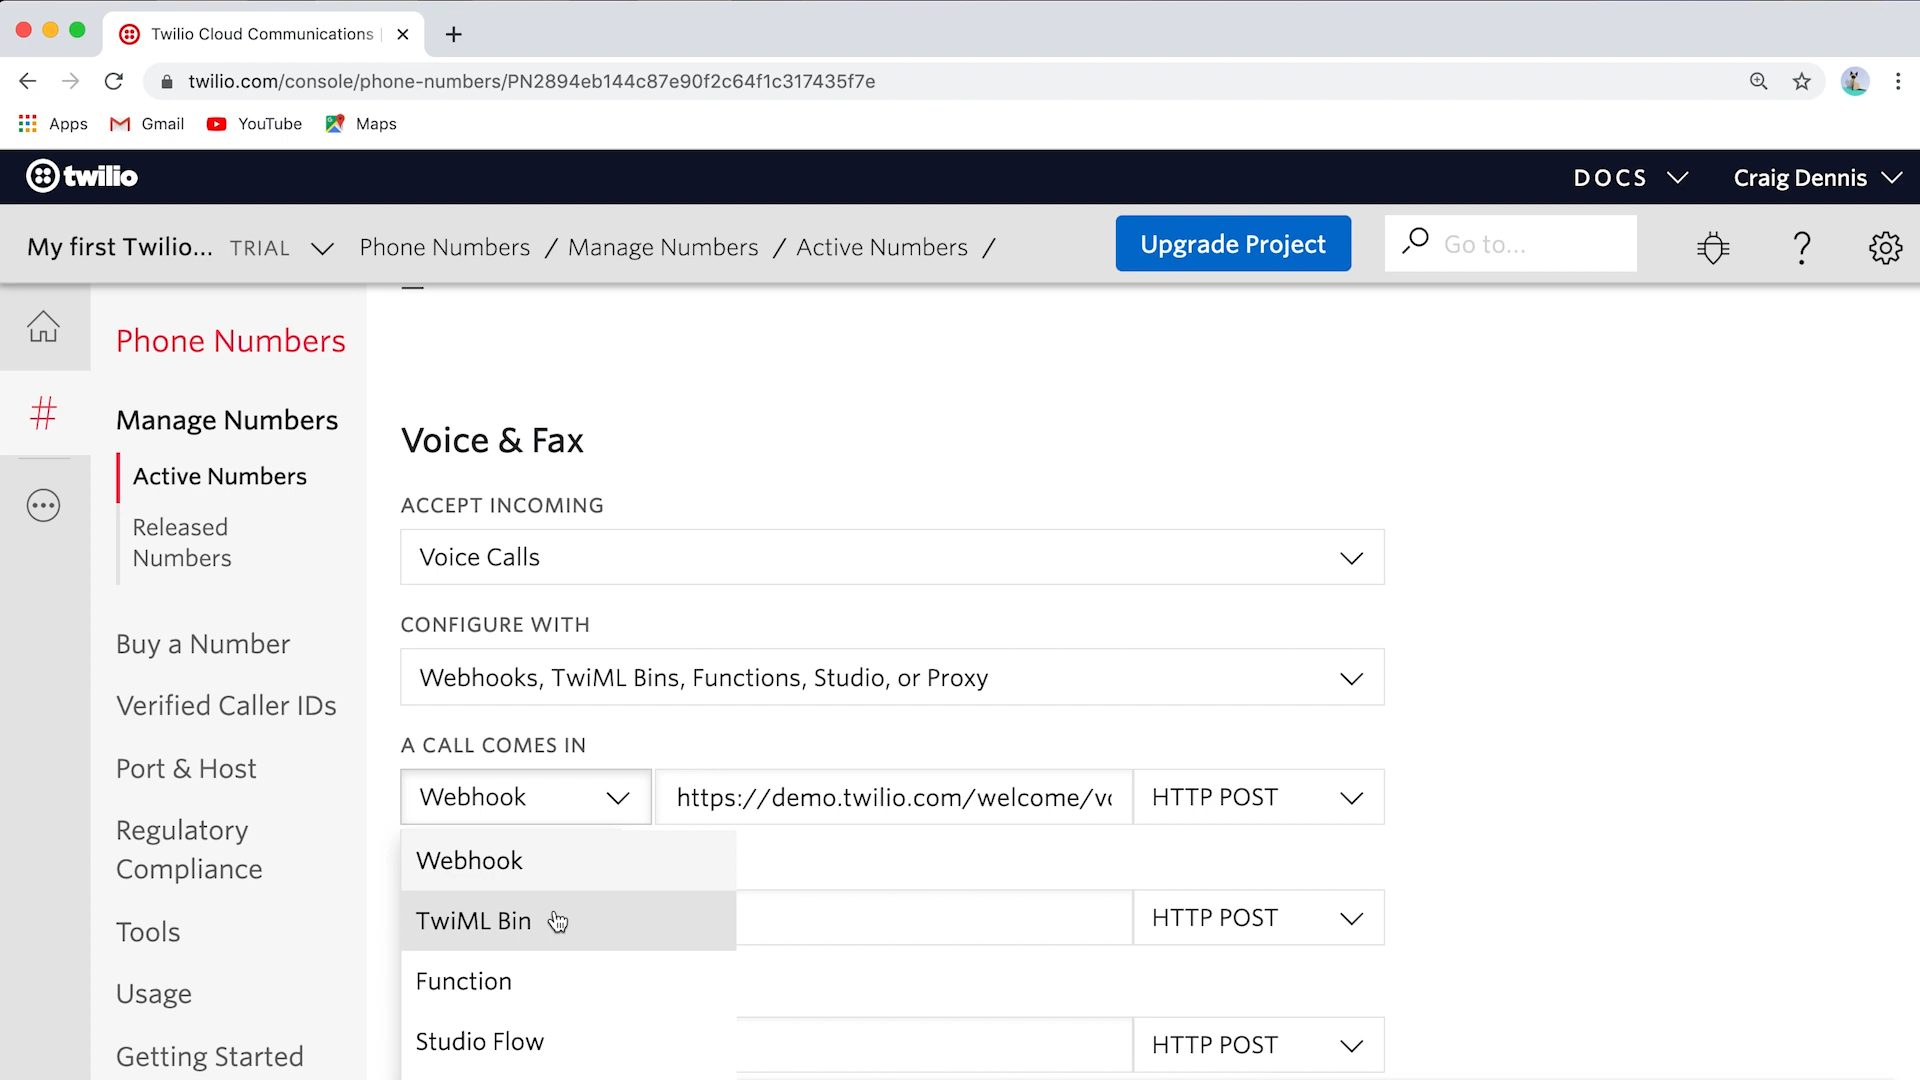 Twilio Cloud Communications |
twilio.com/console/phone-numbers/PN2894eb144c87e90f2c64f1c317435f7e
Apps
Gmail
YouTube
Maps
twilio
DOCS
Craig Dennis
My first Twilio... TRIAL
Phone Numbers / Manage Numbers / Active Numbers /
Upgrade Project
Go to...
Phone Numbers
Manage Numbers
Active Numbers
Released
Numbers
Buy a Number
Verified Caller IDs
Port & Host
Regulatory
Compliance
Tools
Usage
Getting Started
Voice & Fax
ACCEPT INCOMING
Voice Calls
CONFIGURE WITH
Webhooks, TwiML Bins, Functions, Studio, or Proxy
A CALL COMES IN
Webhook
https://demo.twilio.com/welcome/vo
HTTP POST
Webhook
TwiML Bin
HTTP POST
Function
Studio Flow
HTTP POST